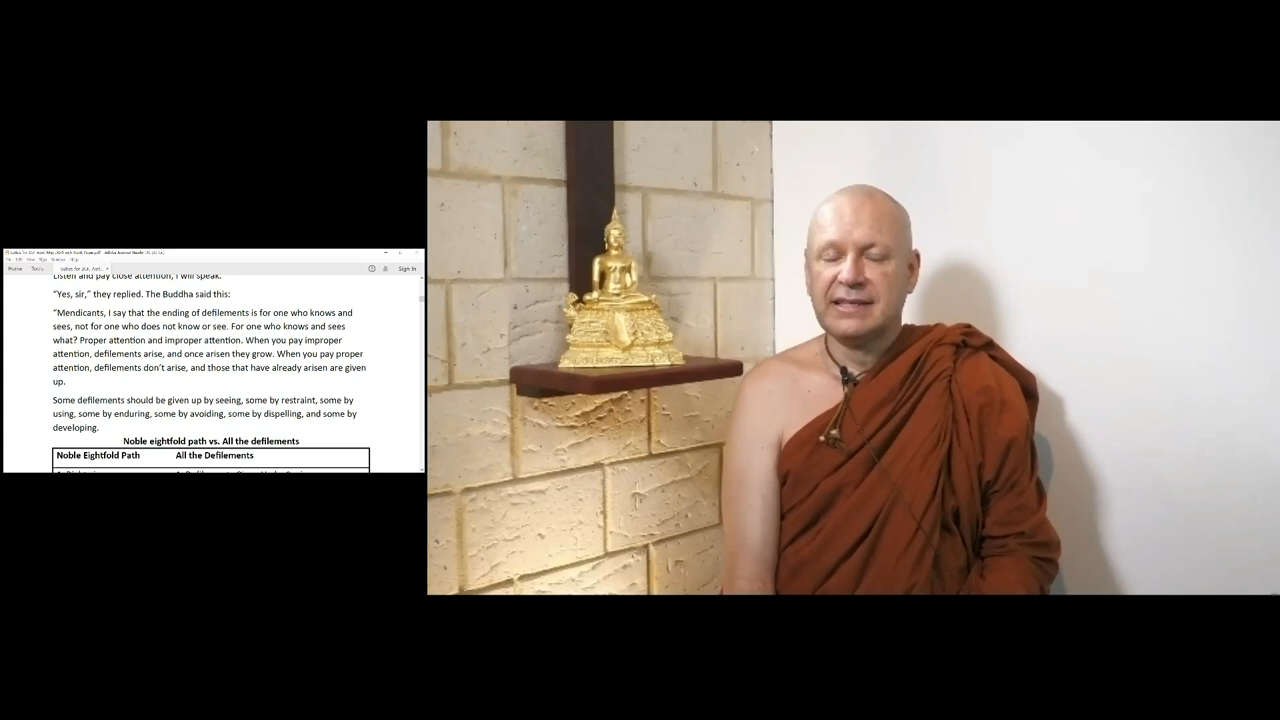 Home Tools Sign In
Listen and pay close attention, I will speak.
“Yes, sir,” they replied. The Buddha said this:
“Mendicants, I say that the ending of defilements is for one who knows and
sees, not for one who does not know or see. For one who knows and sees
what? Proper attention and improper attention. When you pay improper
attention, defilements arise, and once arisen they grow. When you pay proper
attention, defilements don’t arise, and those that have already arisen are given
up.
Some defilements should be given up by seeing, some by restraint, some by
using, some by enduring, some by avoiding, some by dispelling, and some by
developing.
Noble eightfold path vs. All the defilements
Noble Eightfold Path All the Defilements